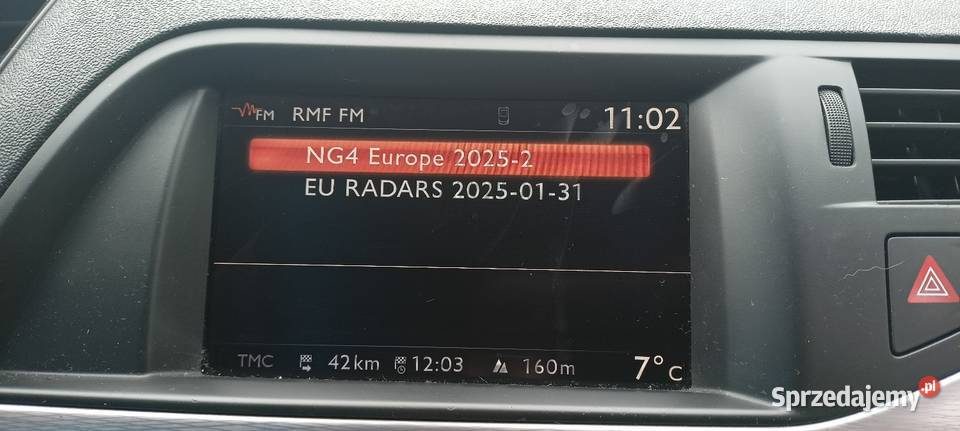 FM RMF FM 11:02
NG4 Europe 2025-2
EU RADARS 2025-01-31
TMC 42km 12:03 160m 7°C
Sprzedajemy.pl